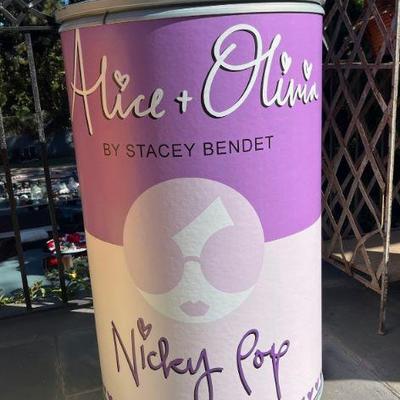 Alice + Olivia
BY STACEY BENDET
Nicky Pop